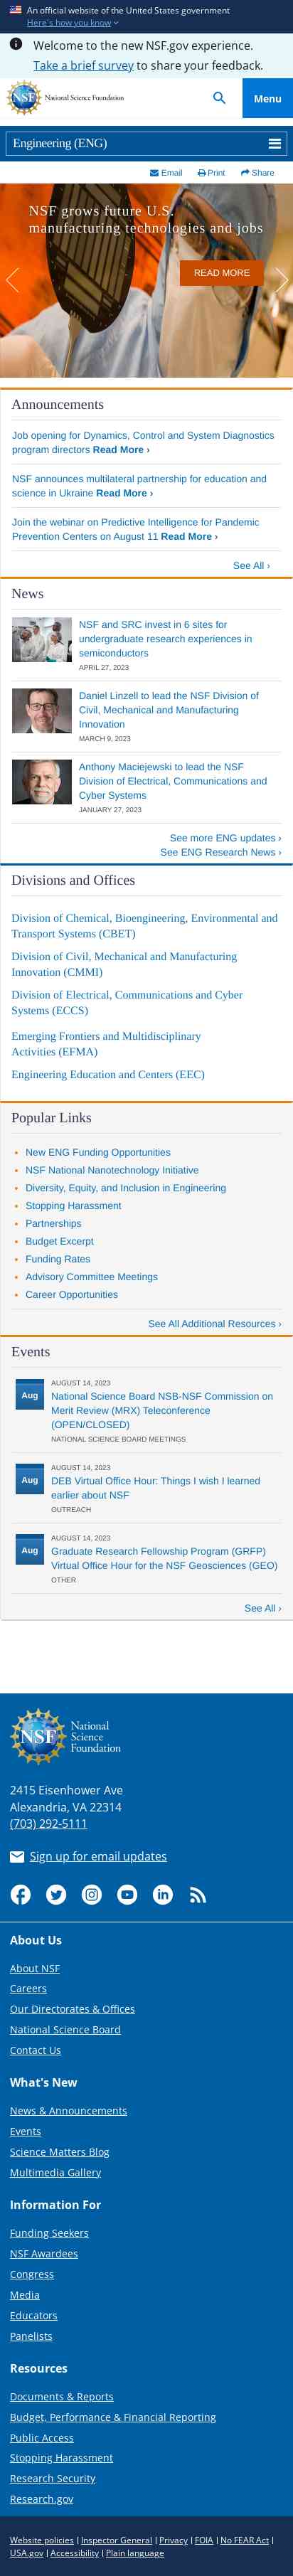 An official website of the United States government
Here's how you know
Welcome to the new NSF.gov experience.
Take a brief survey to share your feedback.
NSF National Science Foundation
Menu
Engineering (ENG)
Email Print Share
NSF grows future U.S.
manufacturing technologies and jobs
READ MORE
Announcements
Job opening for Dynamics, Control and System Diagnostics
program directors Read More ›
NSF announces multilateral partnership for education and
science in Ukraine Read More ›
Join the webinar on Predictive Intelligence for Pandemic
Prevention Centers on August 11 Read More ›
See All ›
News
NSF and SRC invest in 6 sites for
undergraduate research experiences in
semiconductors
APRIL 27, 2023
Daniel Linzell to lead the NSF Division of
Civil, Mechanical and Manufacturing
Innovation
MARCH 9, 2023
Anthony Maciejewski to lead the NSF
Division of Electrical, Communications and
Cyber Systems
JANUARY 27, 2023
See more ENG updates ›
See ENG Research News ›
Divisions and Offices
Division of Chemical, Bioengineering, Environmental and
Transport Systems (CBET)
Division of Civil, Mechanical and Manufacturing
Innovation (CMMI)
Division of Electrical, Communications and Cyber
Systems (ECCS)
Emerging Frontiers and Multidisciplinary
Activities (EFMA)
Engineering Education and Centers (EEC)
Popular Links
• New ENG Funding Opportunities
• NSF National Nanotechnology Initiative
• Diversity, Equity, and Inclusion in Engineering
• Stopping Harassment
• Partnerships
• Budget Excerpt
• Funding Rates
• Advisory Committee Meetings
• Career Opportunities
See All Additional Resources ›
Events
AUGUST 14, 2023
Aug
National Science Board NSB-NSF Commission on
Merit Review (MRX) Teleconference
(OPEN/CLOSED)
NATIONAL SCIENCE BOARD MEETINGS
AUGUST 14, 2023
Aug
DEB Virtual Office Hour: Things I wish I learned
earlier about NSF
OUTREACH
AUGUST 14, 2023
Aug
Graduate Research Fellowship Program (GRFP)
Virtual Office Hour for the NSF Geosciences (GEO)
OTHER
See All ›
National
Science
Foundation
NSF
2415 Eisenhower Ave
Alexandria, VA 22314
(703) 292-5111
Sign up for email updates
About Us
About NSF
Careers
Our Directorates & Offices
National Science Board
Contact Us
What's New
News & Announcements
Events
Science Matters Blog
Multimedia Gallery
Information For
Funding Seekers
NSF Awardees
Congress
Media
Educators
Panelists
Resources
Documents & Reports
Budget, Performance & Financial Reporting
Public Access
Stopping Harassment
Research Security
Research.gov
Website policies | Inspector General | Privacy | FOIA | No FEAR Act |
USA.gov | Accessibility | Plain language